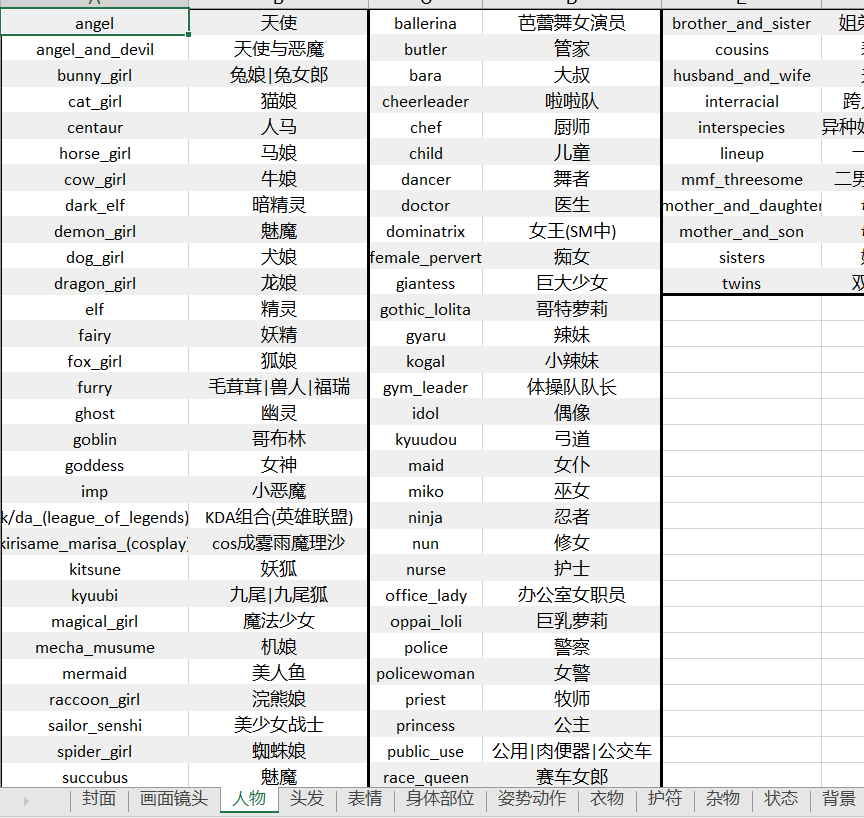 angel 天使 ballerina 芭蕾舞女演员 brother_and_sister
angel_and_devil 天使与恶魔 butler 管家 cousins
bunny_girl 兔娘|兔女郎 bara 大叔 husband_and_wife
cat_girl 猫娘 cheerleader 啦啦队 interracial 跨
centaur 人马 chef 厨师 interspecies 异种
horse_girl 马娘 child 儿童 lineup 一
cow_girl 牛娘 dancer 舞者 mmf_threesome 二男
dark_elf 暗精灵 doctor 医生 mother_and_daughter
demon_girl 魅魔 dominatrix 女王(SM中) mother_and_son
dog_girl 犬娘 female_pervert 痴女 sisters
dragon_girl 龙娘 giantess 巨大少女 twins 双
elf 精灵 gothic_lolita 哥特萝莉
fairy 妖精 gyaru 辣妹
fox_girl 狐娘 kogal 小辣妹
furry 毛茸茸|兽人|福瑞 gym_leader 体操队队长
ghost 幽灵 idol 偶像
goblin 哥布林 kyuudou 弓道
goddess 女神 maid 女仆
imp 小恶魔 miko 巫女
k/da_(league_of_legends) KDA组合(英雄联盟) ninja 忍者
kirisame_marisa_(cosplay) cos成雾雨魔理沙 nun 修女
kitsune 妖狐 nurse 护士
kyuubi 九尾|九尾狐 office_lady 办公室女职员
magical_girl 魔法少女 oppai_loli 巨乳萝莉
mecha_musume 机娘 police 警察
mermaid 美人鱼 policewoman 女警
raccoon_girl 浣熊娘 priest 牧师
sailor_senshi 美少女战士 princess 公主
spider_girl 蜘蛛娘 public_use 公用|肉便器|公交车
succubus 魅魔 race_queen 赛车女郎
封面 画面镜头 人物 头发 表情 身体部位 姿势动作 衣物 护符 杂物 状态 背景